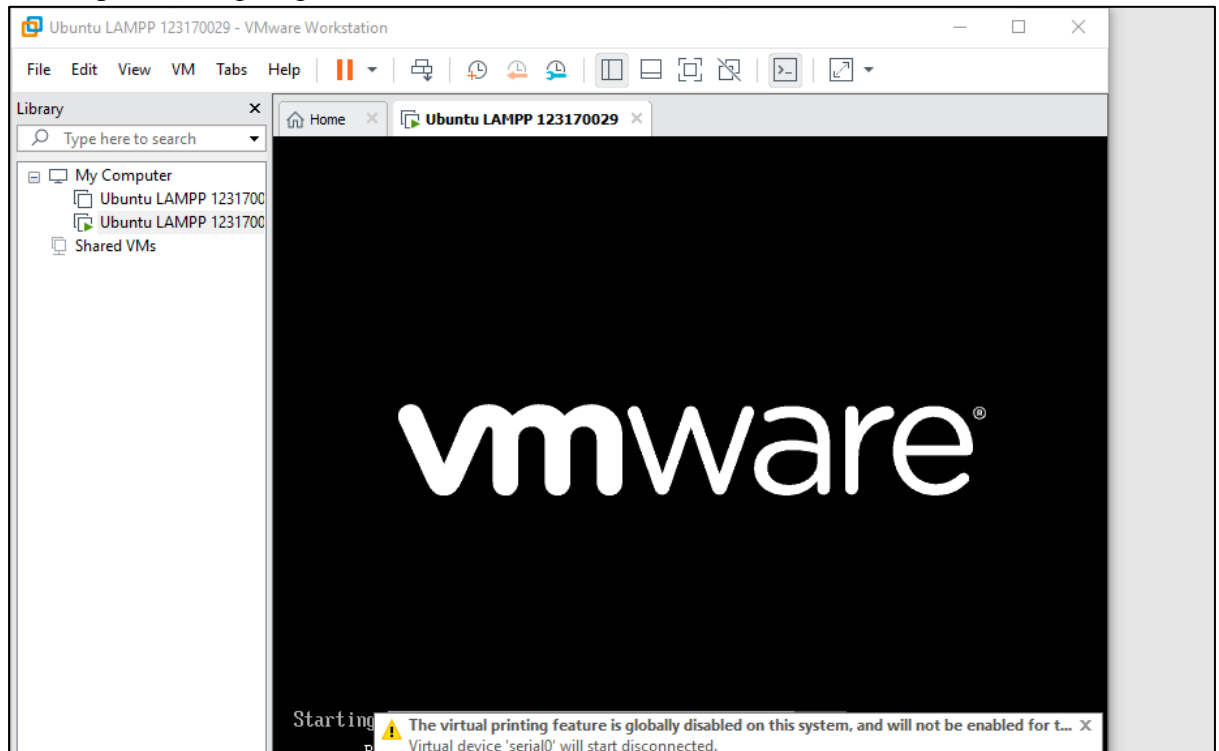 Ubuntu LAMPP 123170029 - VMware Workstation
File Edit View VM Tabs Help
Library x
Home Ubuntu LAMPP 123170029
Type here to search
My Computer
Ubuntu LAMPP 1231700
Ubuntu LAMPP 1231700
Shared VMs
vmware®
Starting
The virtual printing feature is globally disabled on this system, and will not be enabled for t... X
Virtual device 'serial0' will start disconnected.